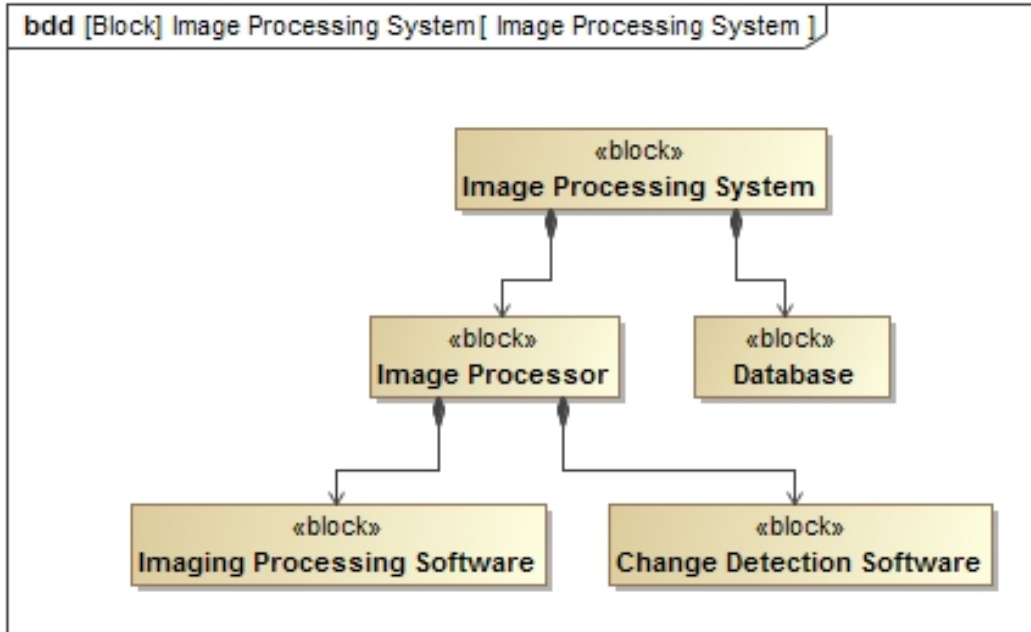 bdd [Block] Image Processing System[ Image Processing System ]
«block»
Image Processing System
«block»
Image Processor
«block»
Database
«block»
Imaging Processing Software
«block»
Change Detection Software